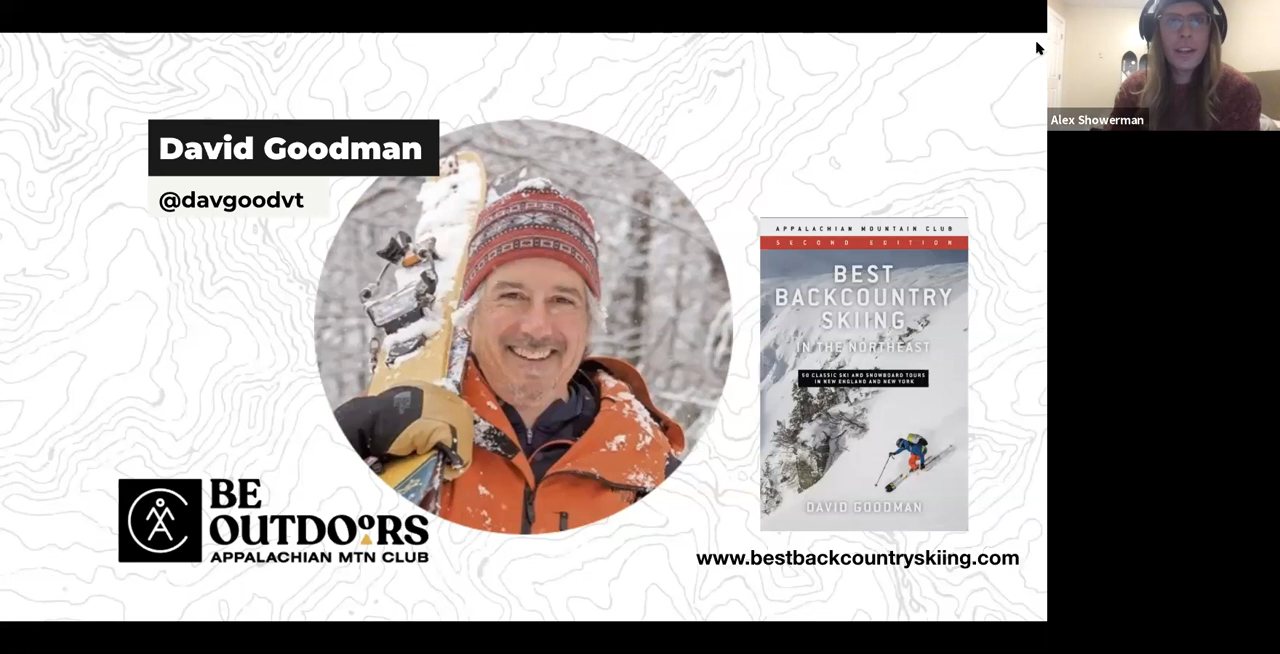 David Goodman
@davgoodvt
BE
OUTDOORS
APPALACHIAN MTN CLUB
APPALACHIAN MOUNTAIN CLUB
SECOND EDITION
BEST
BACKCOUNTRY
SKIING
IN THE NORTHEAST
50 CLASSIC SKI AND SNOWBOARD TOURS
IN NEW ENGLAND AND NEW YORK
DAVID GOODMAN
www.bestbackcountryskiing.com
Alex Showerman